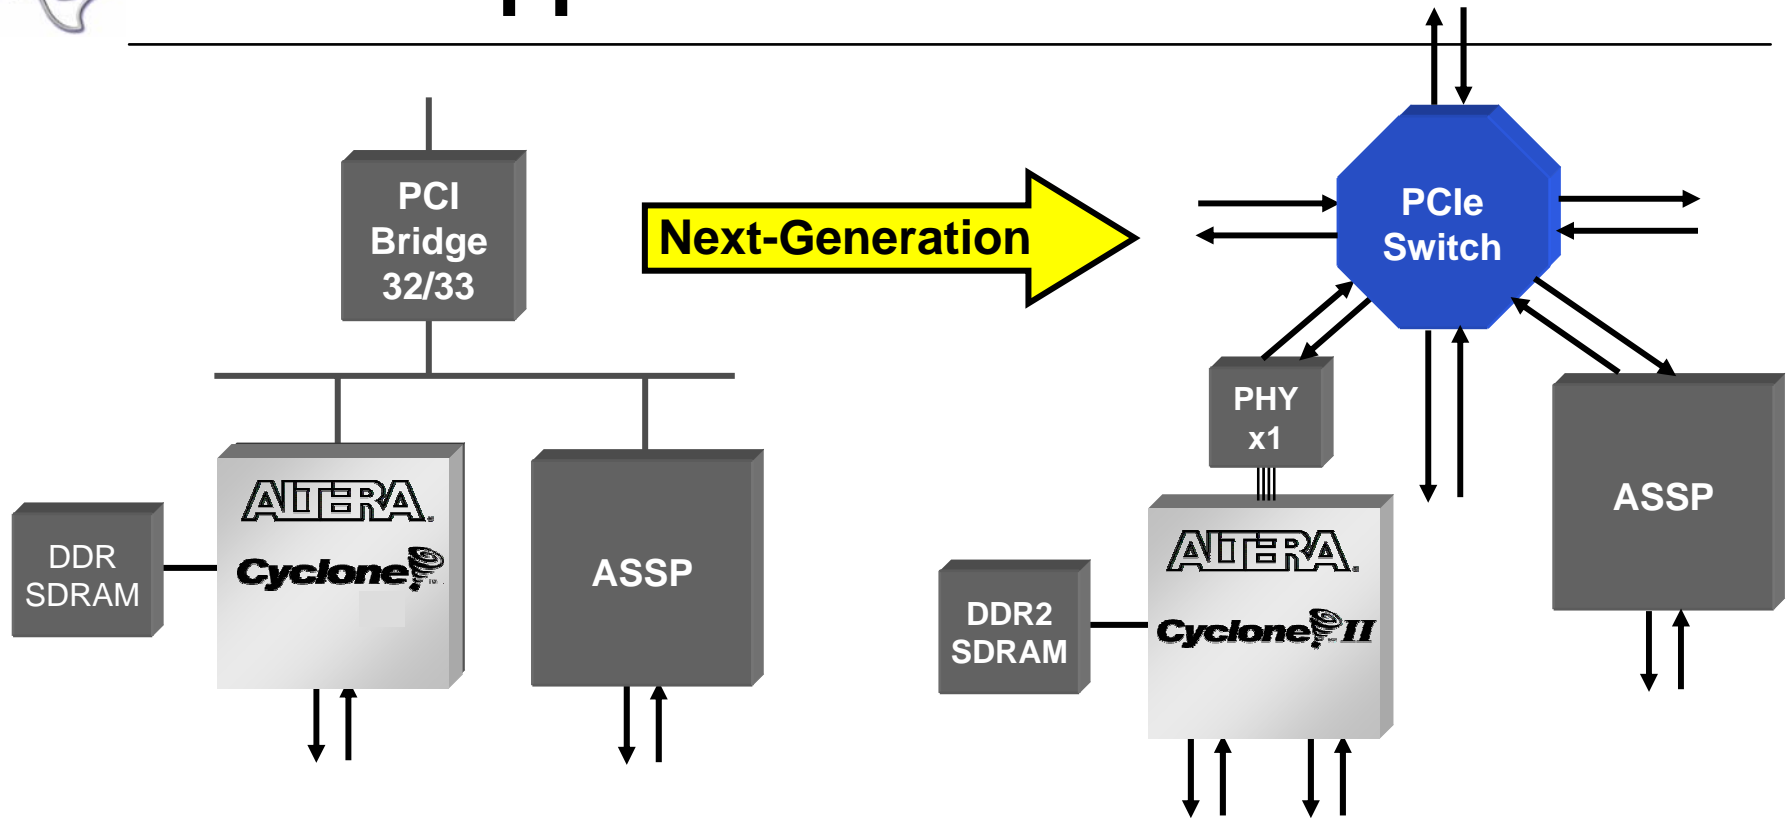 PCI
Bridge
32/33
Next-Generation
PCIe
Switch
PHY
x1
ALTERA
Cyclone
DDR
SDRAM
ASSP
ALTERA
Cyclone II
DDR2
SDRAM
ASSP